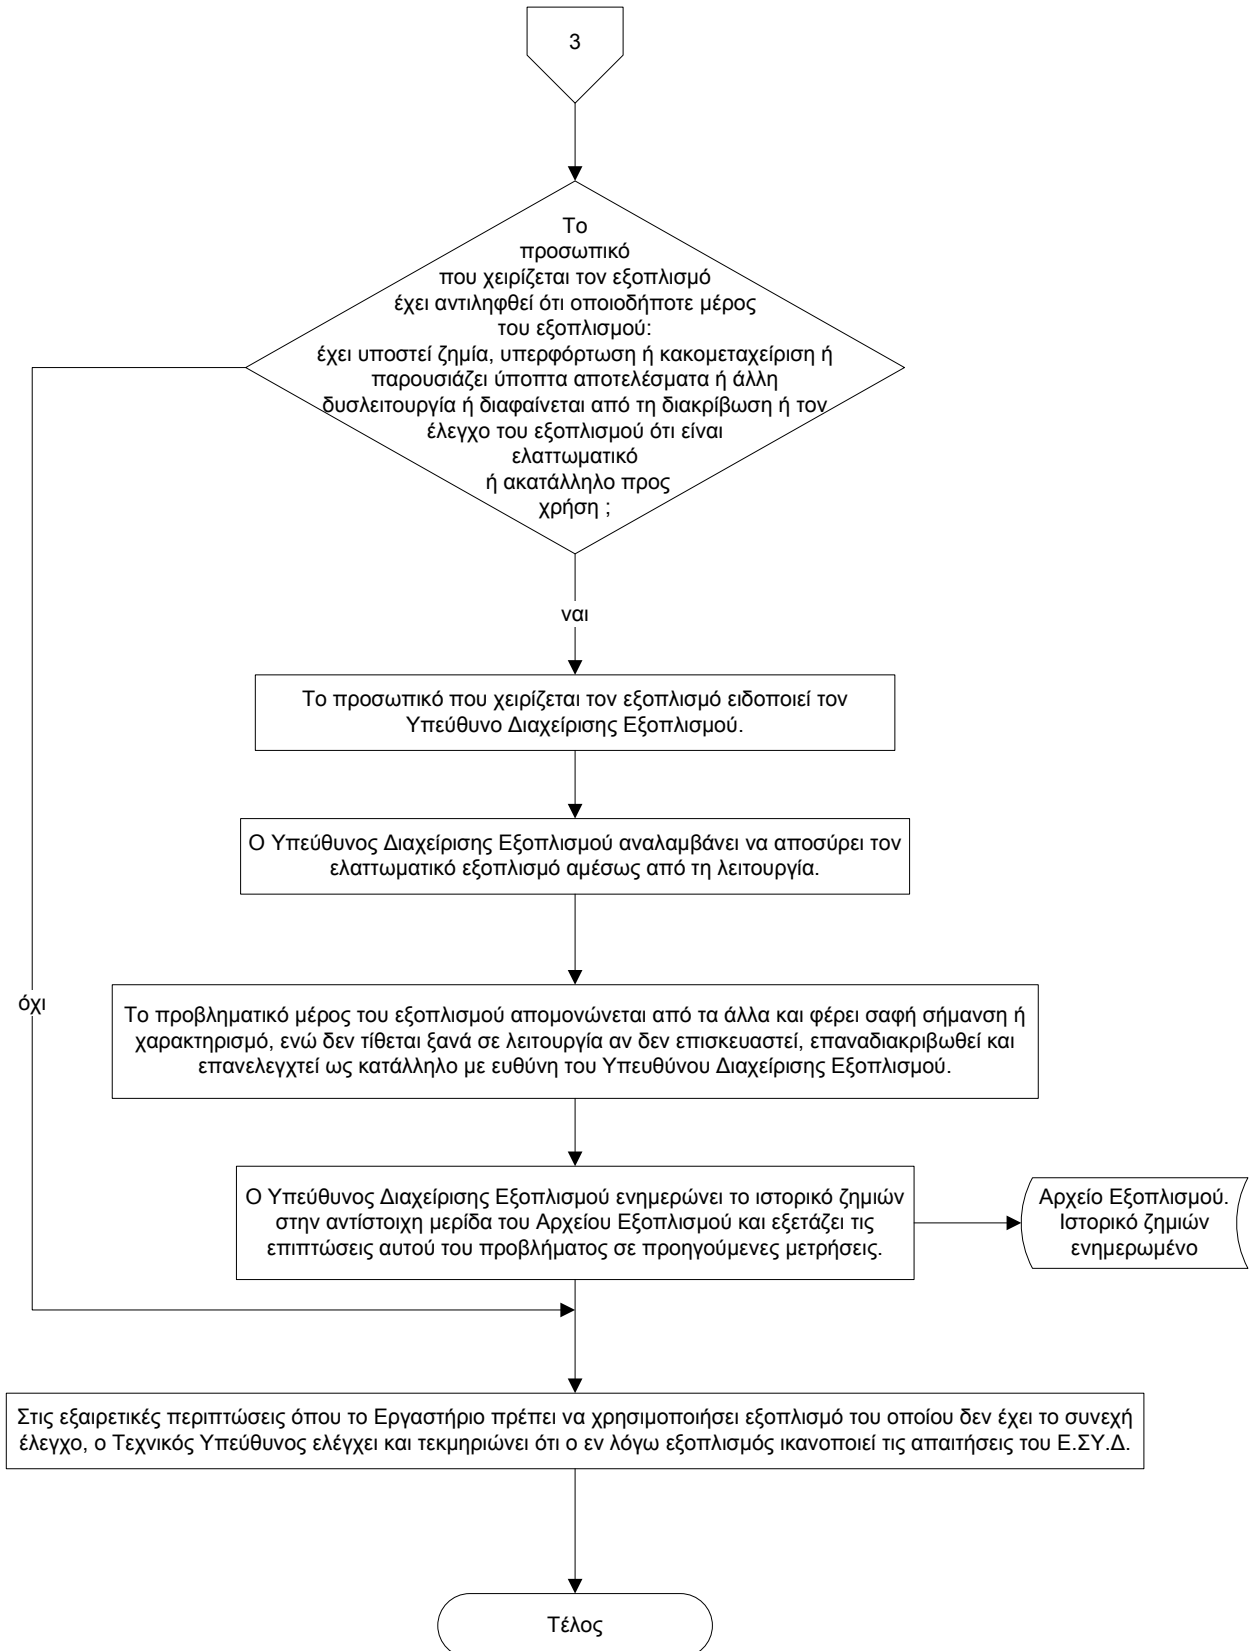 3
Το
προσωπικό
που χειρίζεται τον εξοπλισμό
έχει αντιληφθεί ότι οποιοδήποτε μέρος
του εξοπλισμού:
έχει υποστεί ζημία, υπερφόρτωση ή κακομεταχείριση ή
παρουσιάζει ύποπτα αποτελέσματα ή άλλη
δυσλειτουργία ή διαφαίνεται από τη διακρίβωση ή τον
έλεγχο του εξοπλισμού ότι είναι
ελαττωματικό
ή ακατάλληλο προς
χρήση ;
ναι
Το προσωπικό που χειρίζεται τον εξοπλισμό ειδοποιεί τον
Υπεύθυνο Διαχείρισης Εξοπλισμού.
Ο Υπεύθυνος Διαχείρισης Εξοπλισμού αναλαμβάνει να αποσύρει τον
ελαττωματικό εξοπλισμό αμέσως από τη λειτουργία.
όχι
Το προβληματικό μέρος του εξοπλισμού απομονώνεται από τα άλλα και φέρει σαφή σήμανση ή
χαρακτηρισμό, ενώ δεν τίθεται ξανά σε λειτουργία αν δεν επισκευαστεί, επαναδιακριβωθεί και
επανελεγχτεί ως κατάλληλο με ευθύνη του Υπευθύνου Διαχείρισης Εξοπλισμού.
Ο Υπεύθυνος Διαχείρισης Εξοπλισμού ενημερώνει το ιστορικό ζημιών
στην αντίστοιχη μερίδα του Αρχείου Εξοπλισμού και εξετάζει τις
επιπτώσεις αυτού του προβλήματος σε προηγούμενες μετρήσεις.
Αρχείο Εξοπλισμού.
Ιστορικό ζημιών
ενημερωμένο
Στις εξαιρετικές περιπτώσεις όπου το Εργαστήριο πρέπει να χρησιμοποιήσει εξοπλισμό του οποίου δεν έχει το συνεχή
έλεγχο, ο Τεχνικός Υπεύθυνος ελέγχει και τεκμηριώνει ότι ο εν λόγω εξοπλισμός ικανοποιεί τις απαιτήσεις του Ε.ΣΥ.Δ.
Τέλος